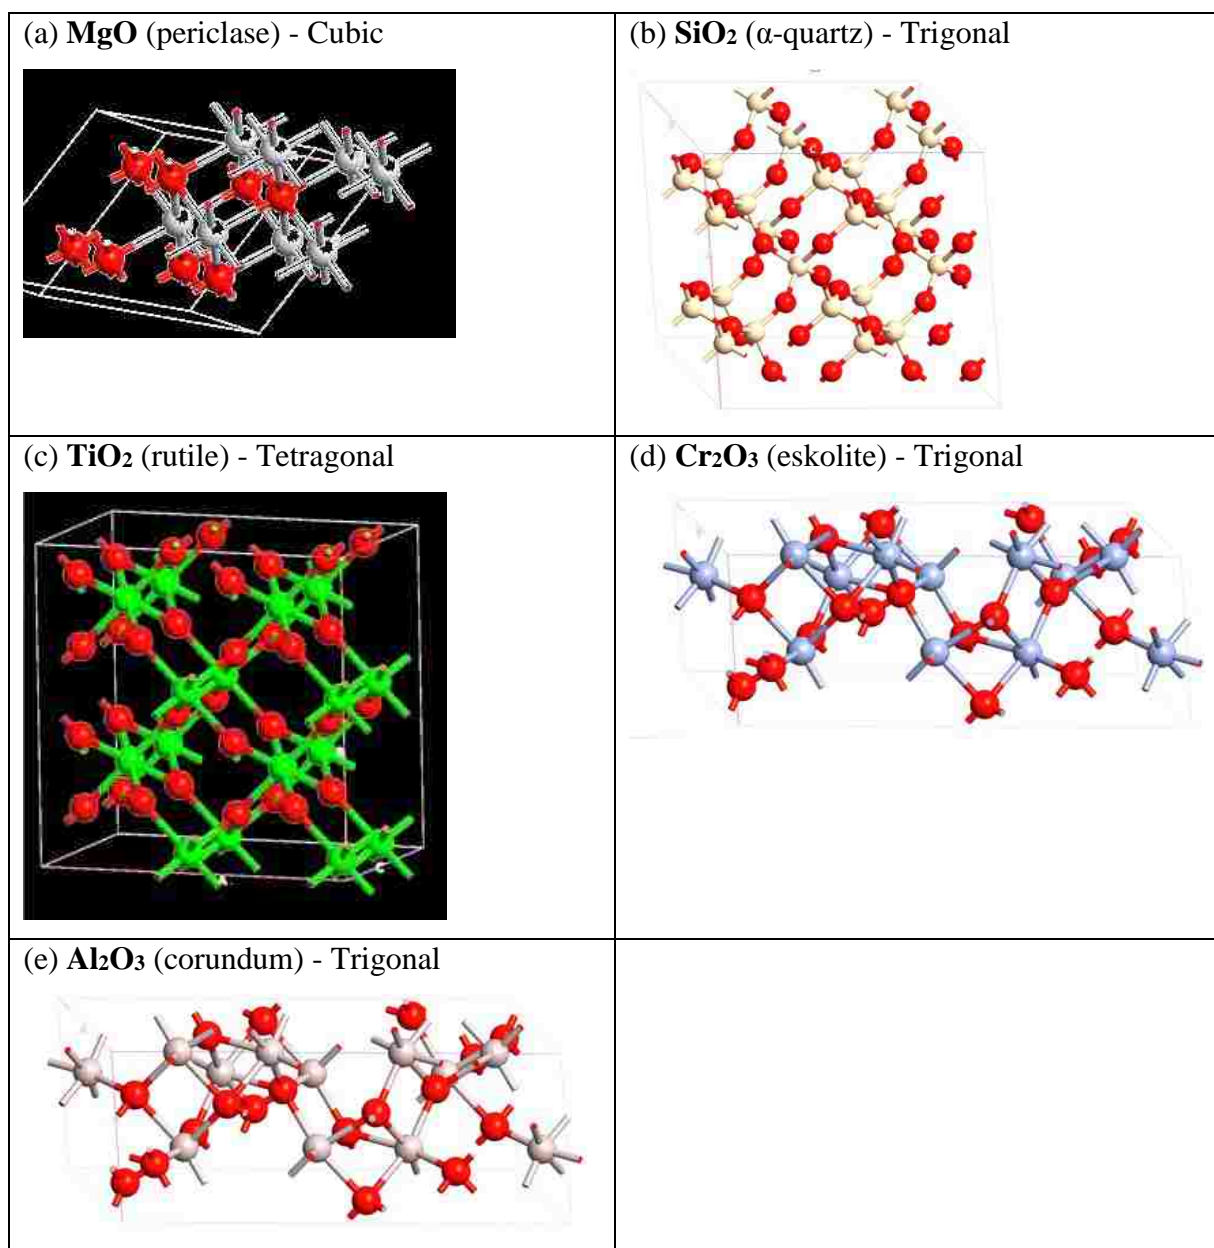 (a) MgO (periclase) - Cubic
(b) SiO₂ (α-quartz) - Trigonal
(c) TiO₂ (rutile) - Tetragonal
(d) Cr₂O₃ (eskolite) - Trigonal
(e) Al₂O₃ (corundum) - Trigonal